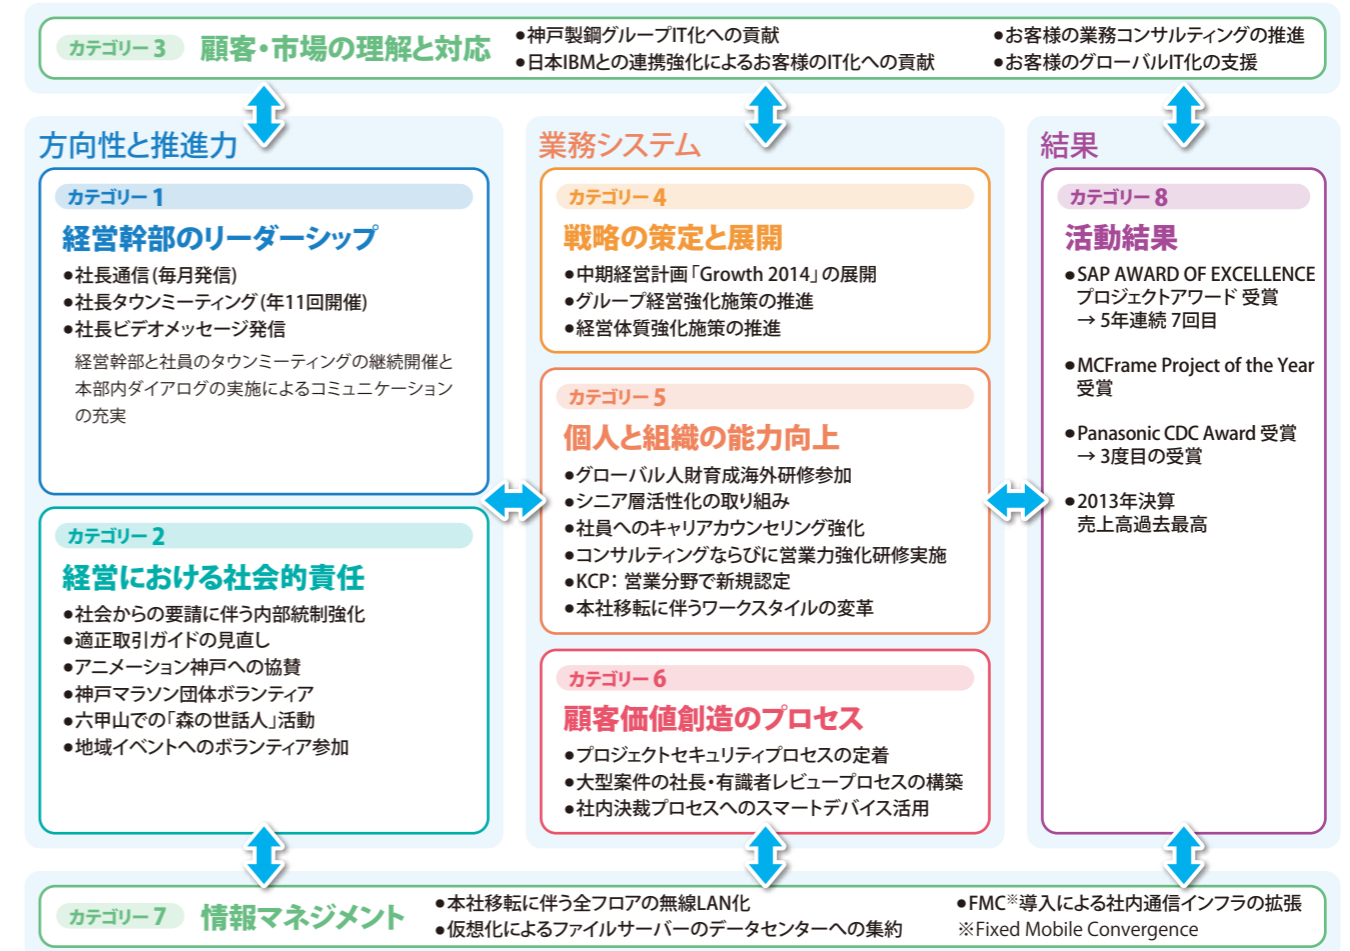 カテゴリー 3 顧客・市場の理解と対応
●神戸製鋼グループIT化への貢献
●日本IBMとの連携強化によるお客様のIT化への貢献
●お客様の業務コンサルティングの推進
●お客様のグローバルIT化の支援
方向性と推進力
カテゴリー 1
経営幹部のリーダーシップ
●社長通信(毎月発信)
●社長タウンミーティング(年11回開催)
●社長ビデオメッセージ発信
経営幹部と社員のタウンミーティングの継続開催と
本部内ダイアログの実施によるコミュニケーション
の充実
カテゴリー 2
経営における社会的責任
●社会からの要請に伴う内部統制強化
●適正取引ガイドの見直し
●アニメーション神戸への協賛
●神戸マラソン団体ボランティア
●六甲山での「森の世話人」活動
●地域イベントへのボランティア参加
業務システム
カテゴリー 4
戦略の策定と展開
●中期経営計画「Growth 2014」の展開
●グループ経営強化施策の推進
●経営体質強化施策の推進
カテゴリー 5
個人と組織の能力向上
●グローバル人財育成海外研修参加
●シニア層活性化の取り組み
●社員へのキャリアカウンセリング強化
●コンサルティングならびに営業力強化研修実施
●KCP：営業分野で新規認定
●本社移転に伴うワークスタイルの変革
カテゴリー 6
顧客価値創造のプロセス
●プロジェクトセキュリティプロセスの定着
●大型案件の社長・有識者レビュープロセスの構築
●社内決裁プロセスへのスマートデバイス活用
結果
カテゴリー 8
活動結果
●SAP AWARD OF EXCELLENCE
プロジェクトアワード 受賞
→ 5年連続 7回目
●MCFrame Project of the Year
受賞
●Panasonic CDC Award 受賞
→ 3度目の受賞
●2013年決算
売上高過去最高
カテゴリー 7 情報マネジメント
●本社移転に伴う全フロアの無線LAN化
●仮想化によるファイルサーバーのデータセンターへの集約
●FMC※導入による社内通信インフラの拡張
※Fixed Mobile Convergence